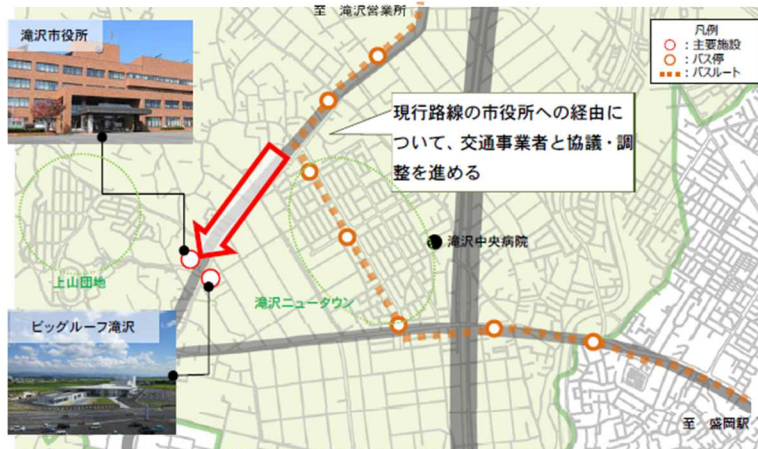 至　滝沢営業所
滝沢市役所
凡例
：主要施設
：バス停
：バスルート
現行路線の市役所への経由に
ついて、交通事業者と協議・調
整を進める
滝沢中央病院
上山団地
滝沢ニュータウン
ビッグルーフ滝沢
至　盛岡駅